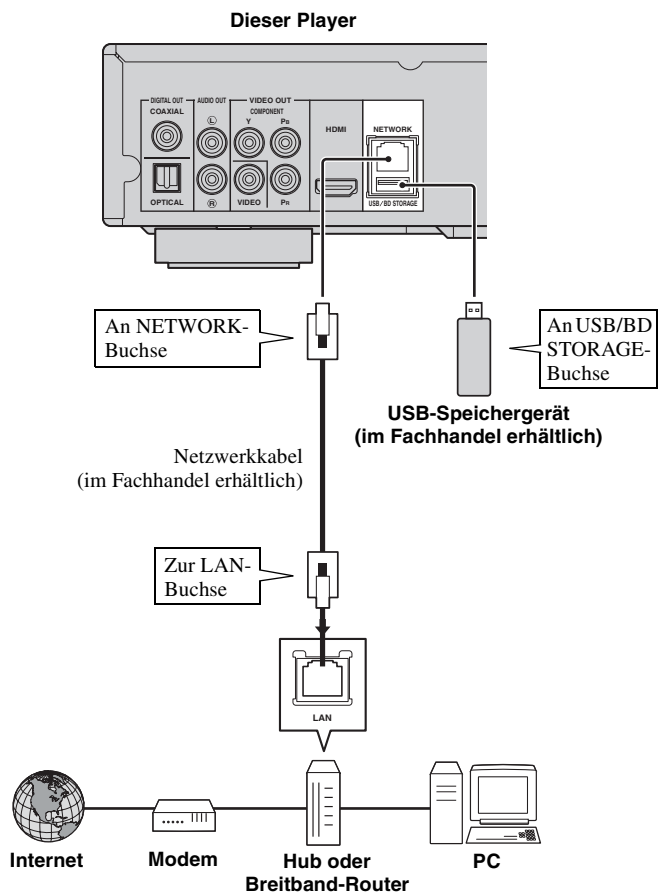 Dieser Player
DIGITAL OUT
AUDIO OUT
VIDEO OUT
COAXIAL
COMPONENT
L
Y
PB
HDMI
NETWORK
OPTICAL
R
VIDEO
PR
USB/BD STORAGE
An NETWORK-
Buchse
An USB/BD
STORAGE-
Buchse
USB-Speichergerät
(im Fachhandel erhältlich)
Netzwerkkabel
(im Fachhandel erhältlich)
Zur LAN-
Buchse
LAN
Internet
Modem
Hub oder
Breitband-Router
PC